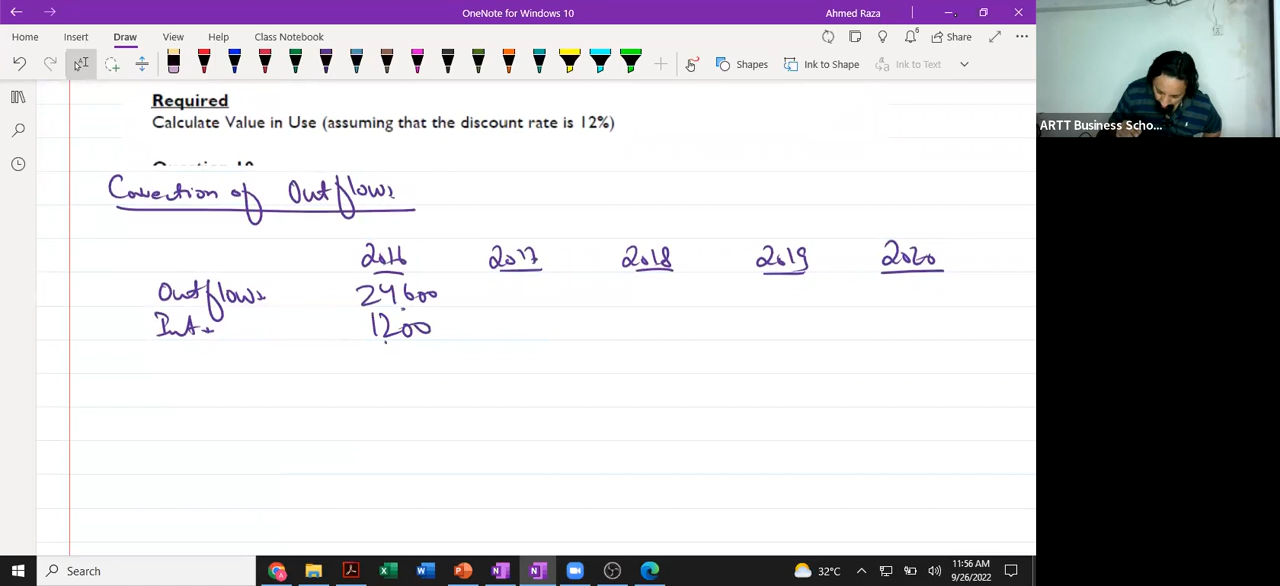 OneNote for Windows 10
Ahmed Raza
Home Insert Draw View Help Class Notebook
Share
Shapes Ink to Shape Ink to Text
ARTT Business Scho...
Required
Calculate Value in Use (assuming that the discount rate is 12%)
Correction of Outflows
2016 2017 2018 2019 2020
Outflows 24600
Int. 1200
Search
32°C
11:56 AM
9/26/2022